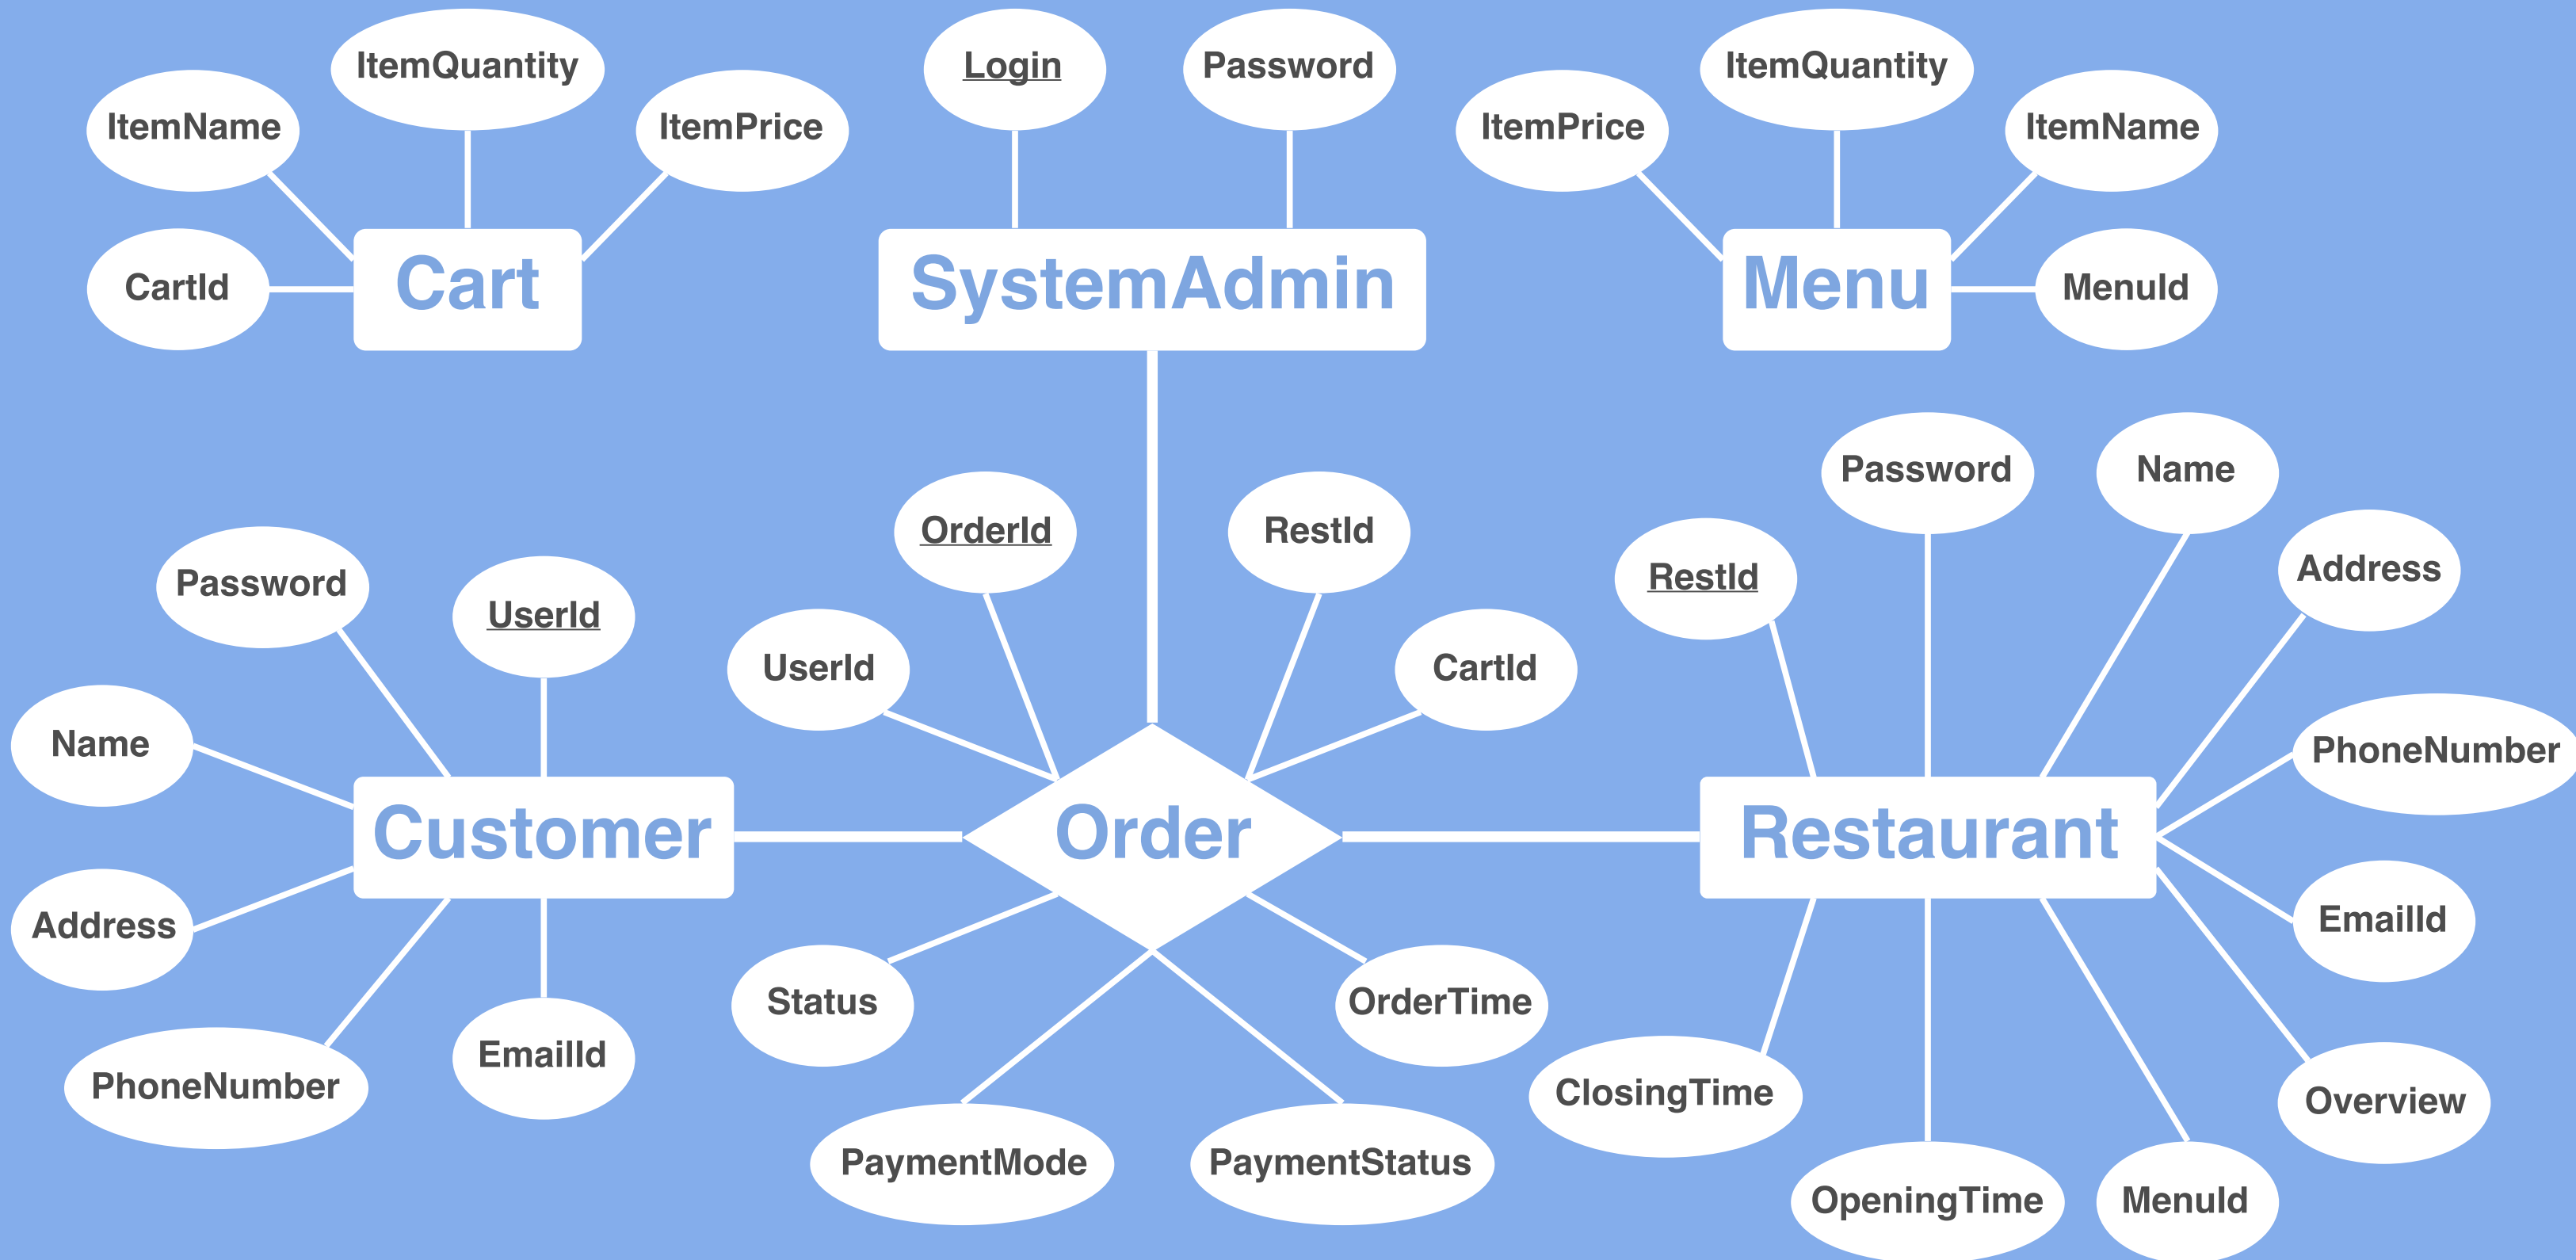 ItemQuantity
Login
Password
ItemQuantity
ItemName
ItemPrice
ItemPrice
ItemName
CartId
Cart
SystemAdmin
Menu
MenuId
Password
Name
OrderId
RestId
Address
Password
RestId
UserId
UserId
CartId
Name
PhoneNumber
Customer
Order
Restaurant
Address
EmailId
Status
OrderTime
EmailId
PhoneNumber
ClosingTime
Overview
PaymentMode
PaymentStatus
OpeningTime
MenuId